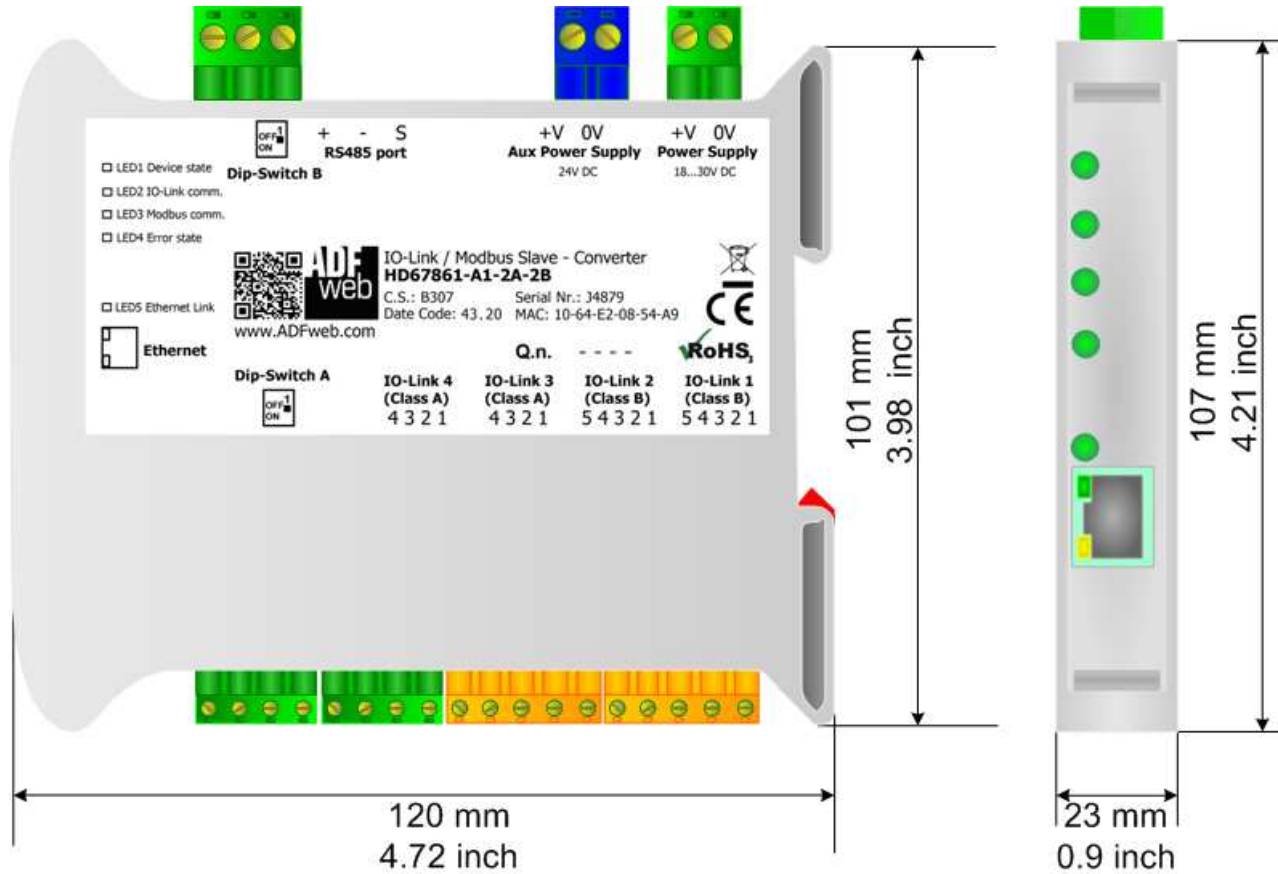 OFF 1
ON
+ - S
RS485 port
Dip-Switch B
+V 0V
Aux Power Supply
24V DC
+V 0V
Power Supply
18...30V DC
LED1 Device state
LED2 IO-Link comm.
LED3 Modbus comm.
LED4 Error state
LED5 Ethernet Link
Ethernet
ADF
web
www.ADFweb.com
IO-Link / Modbus Slave - Converter
HD67861-A1-2A-2B
C.S.: B307 Serial Nr.: J4879
Date Code: 43.20 MAC: 10-64-E2-08-54-A9
CE
Q.n. - - - -
RoHS3
Dip-Switch A
OFF 1
ON
IO-Link 4
(Class A)
4 3 2 1
IO-Link 3
(Class A)
4 3 2 1
IO-Link 2
(Class B)
5 4 3 2 1
IO-Link 1
(Class B)
5 4 3 2 1
101 mm
3.98 inch
107 mm
4.21 inch
120 mm
4.72 inch
23 mm
0.9 inch